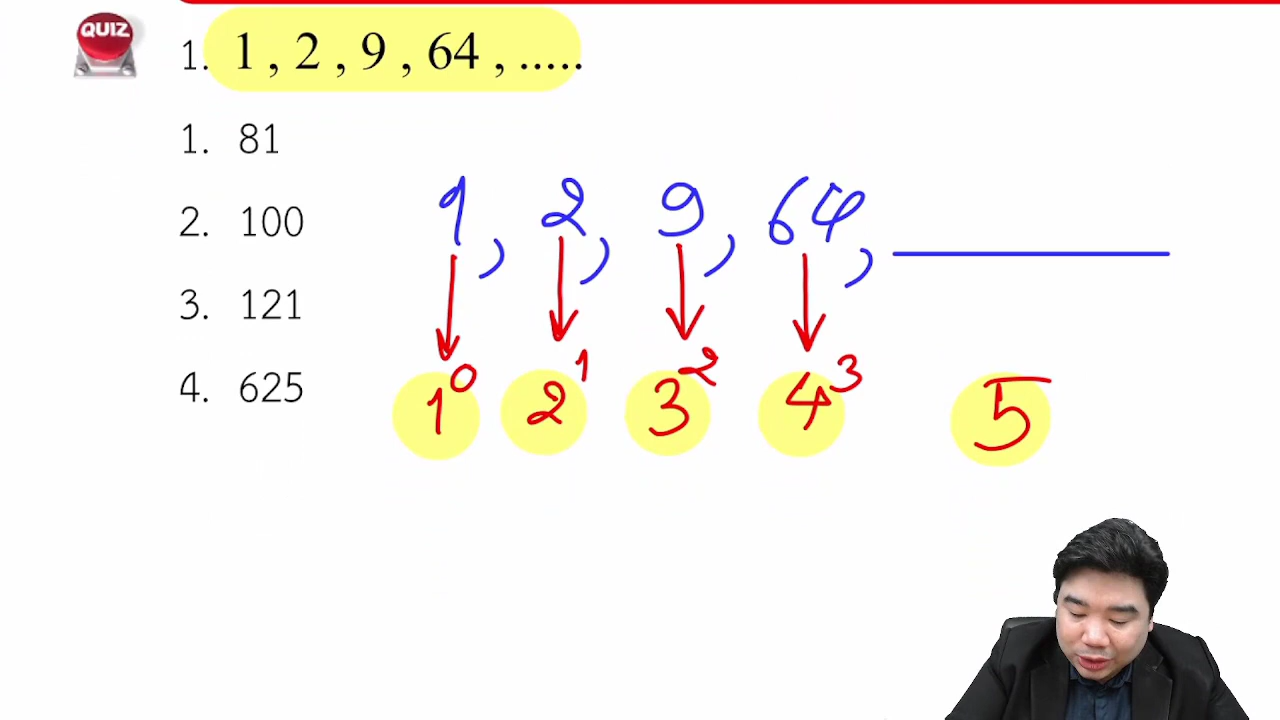 QUIZ
1. 1 , 2 , 9 , 64 , .....
1. 81
2. 100
3. 121
4. 625
1 , 2 , 9 , 64 ,
1⁰ 2¹ 3² 4³ 5